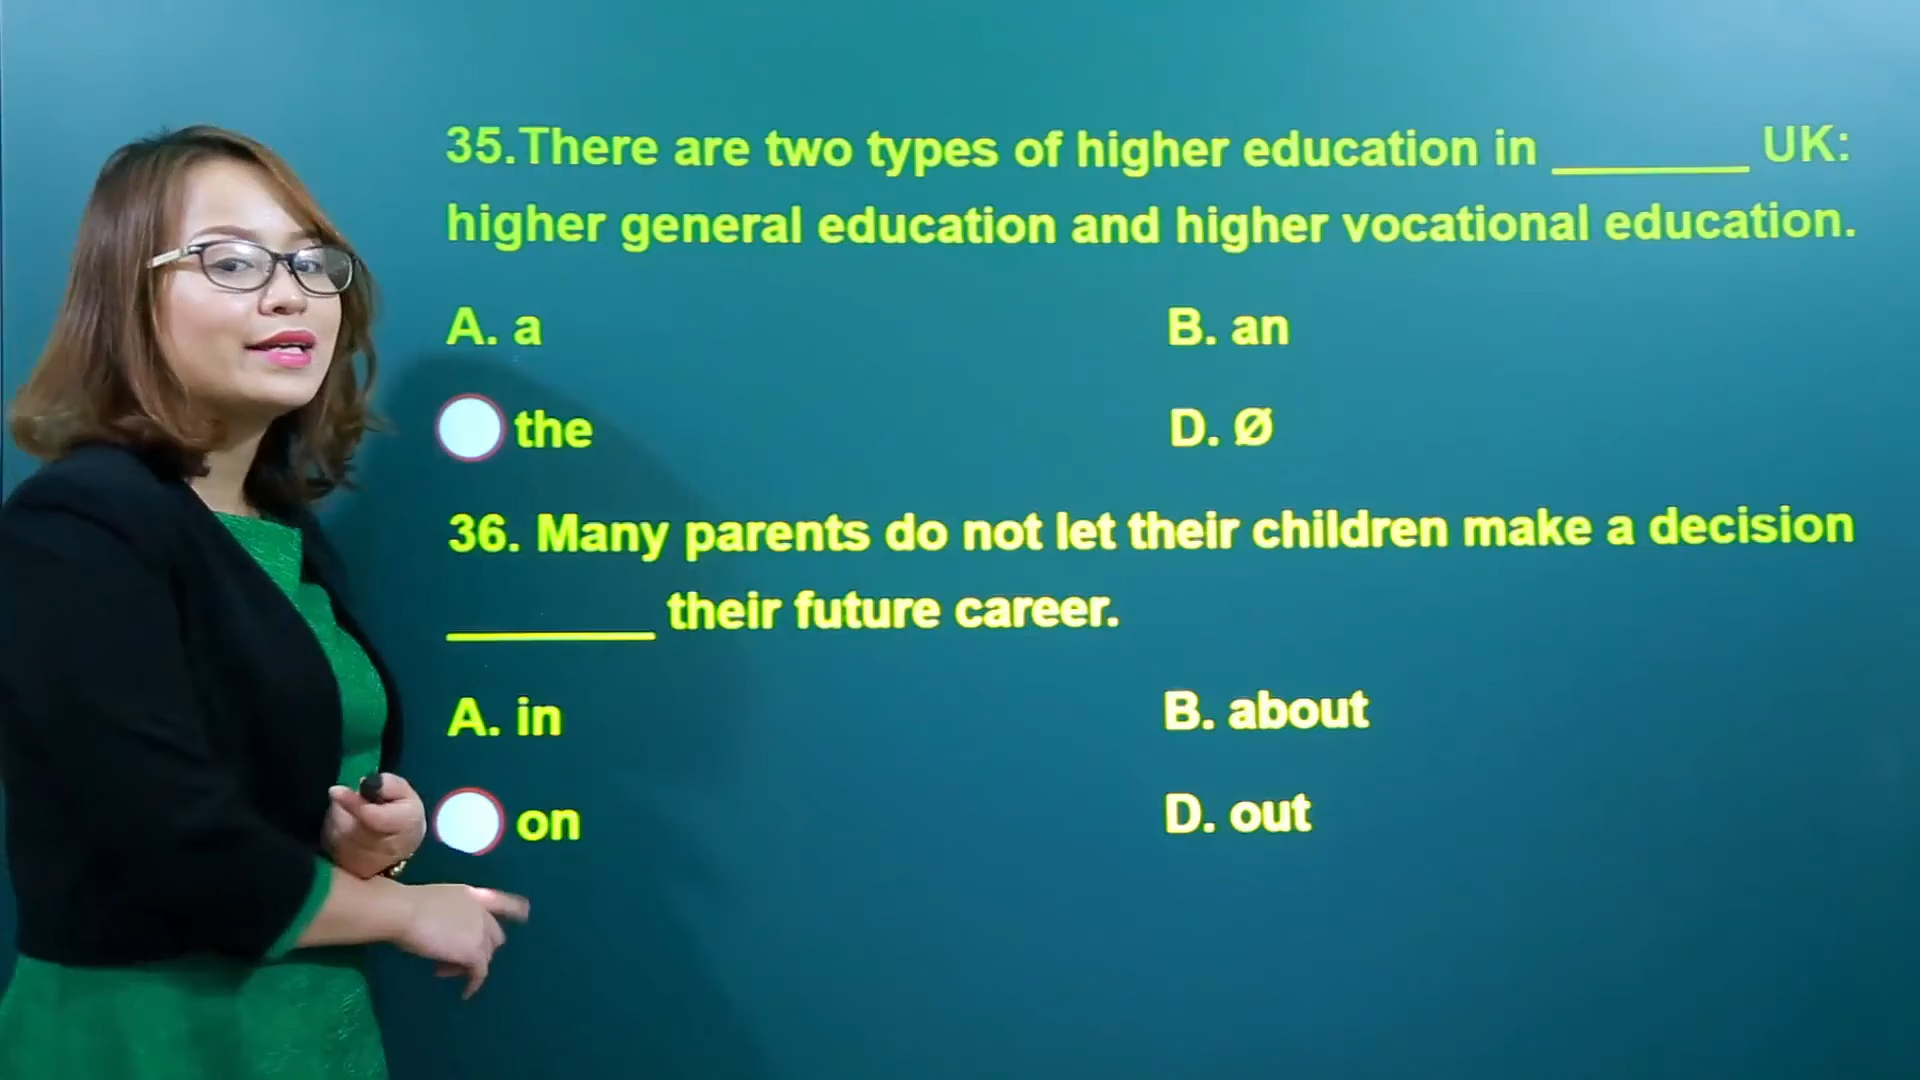 35.There are two types of higher education in _______ UK:
higher general education and higher vocational education.
A. a
B. an
the
D. Ø
36. Many parents do not let their children make a decision
_______ their future career.
A. in
B. about
on
D. out